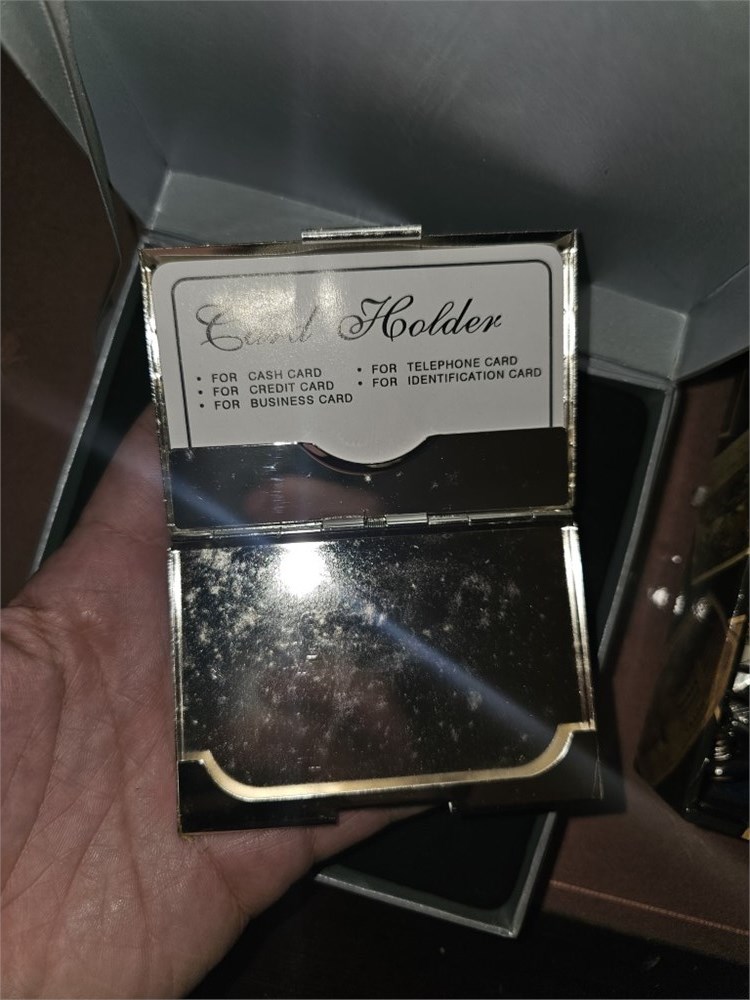 Card Holder
• FOR CASH CARD
• FOR CREDIT CARD
• FOR BUSINESS CARD
• FOR TELEPHONE CARD
• FOR IDENTIFICATION CARD